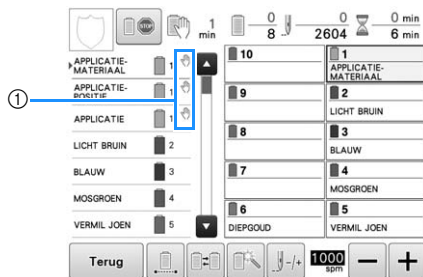 1
min
0
8
0
2604
0 min
6 min
①
APPLICATIE-
MATERIAAL
1
APPLICATIE-
POSITIE
1
APPLICATIE
1
LICHT BRUIN
2
BLAUW
3
MOSGROEN
4
VERMIL JOEN
5
10
1
APPLICATIE-
MATERIAAL
9
2
LICHT BRUIN
8
3
BLAUW
7
4
MOSGROEN
6
DIEPGOUD
5
VERMIL JOEN
Terug
-/+
1000
spm
−
+